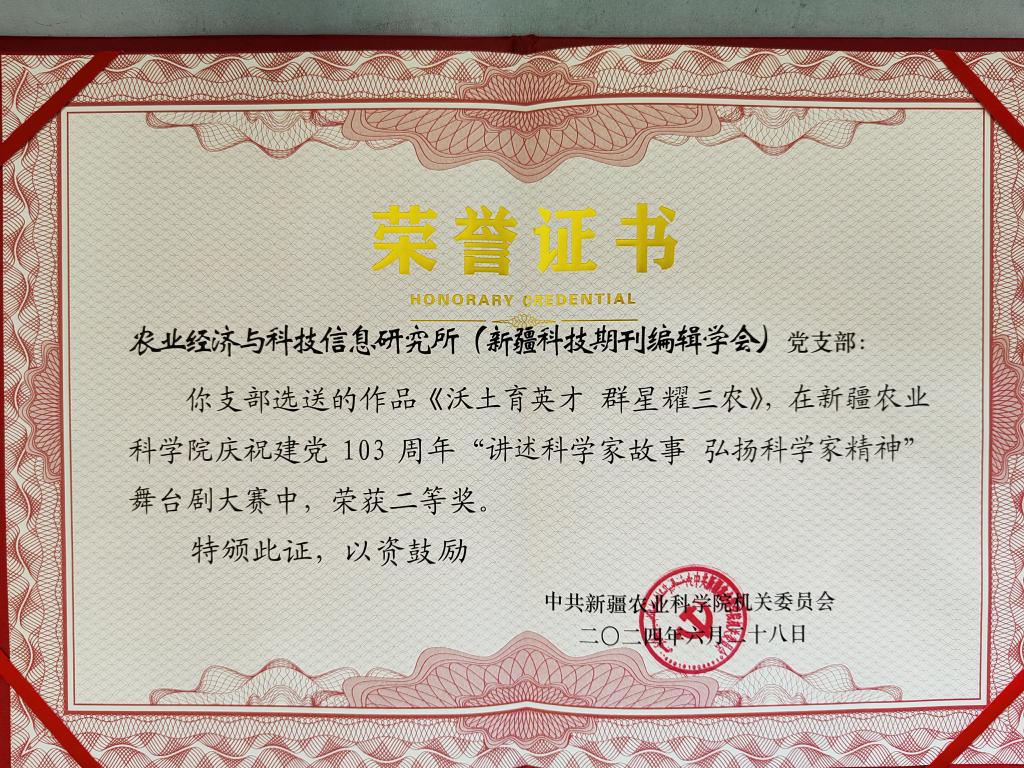 荣誉证书
HONORARY CREDENTIAL
农业经济与科技信息研究所（新疆科技期刊编辑学会）党支部：
你支部选送的作品《沃土育英才 群星耀三农》，在新疆农业
科学院庆祝建党 103 周年“讲述科学家故事 弘扬科学家精神”
舞台剧大赛中，荣获二等奖。
特颁此证，以资鼓励
中共新疆农业科学院机关委员会
二〇二四年六月二十八日